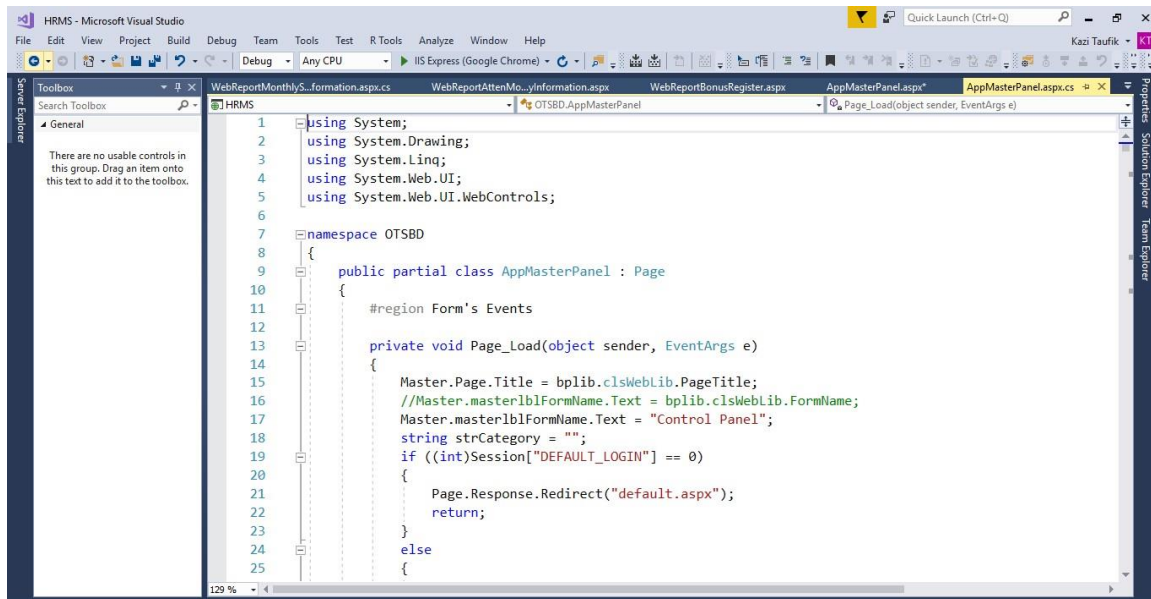 HRMS - Microsoft Visual Studio
Quick Launch (Ctrl+Q)
File Edit View Project Build Debug Team Tools Test R Tools Analyze Window Help
Kazi Taufik
KT
Debug Any CPU IIS Express (Google Chrome)
Server Explorer
Toolbox
Search Toolbox
General
There are no usable controls in
this group. Drag an item onto
this text to add it to the toolbox.
WebReportMonthlyS...formation.aspx.cs WebReportAttenMo...yInformation.aspx WebReportBonusRegister.aspx AppMasterPanel.aspx* AppMasterPanel.aspx.cs
HRMS OTSBD.AppMasterPanel Page_Load(object sender, EventArgs e)
1 using System;
2 using System.Drawing;
3 using System.Linq;
4 using System.Web.UI;
5 using System.Web.UI.WebControls;
6
7 namespace OTSBD
8 {
9 public partial class AppMasterPanel : Page
10 {
11 #region Form's Events
12
13 private void Page_Load(object sender, EventArgs e)
14 {
15 Master.Page.Title = bplib.clsWebLib.PageTitle;
16 //Master.masterlblFormName.Text = bplib.clsWebLib.FormName;
17 Master.masterlblFormName.Text = "Control Panel";
18 string strCategory = "";
19 if ((int)Session["DEFAULT_LOGIN"] == 0)
20 {
21 Page.Response.Redirect("default.aspx");
22 return;
23 }
24 else
25 {
129 %
Properties
Solution Explorer
Team Explorer